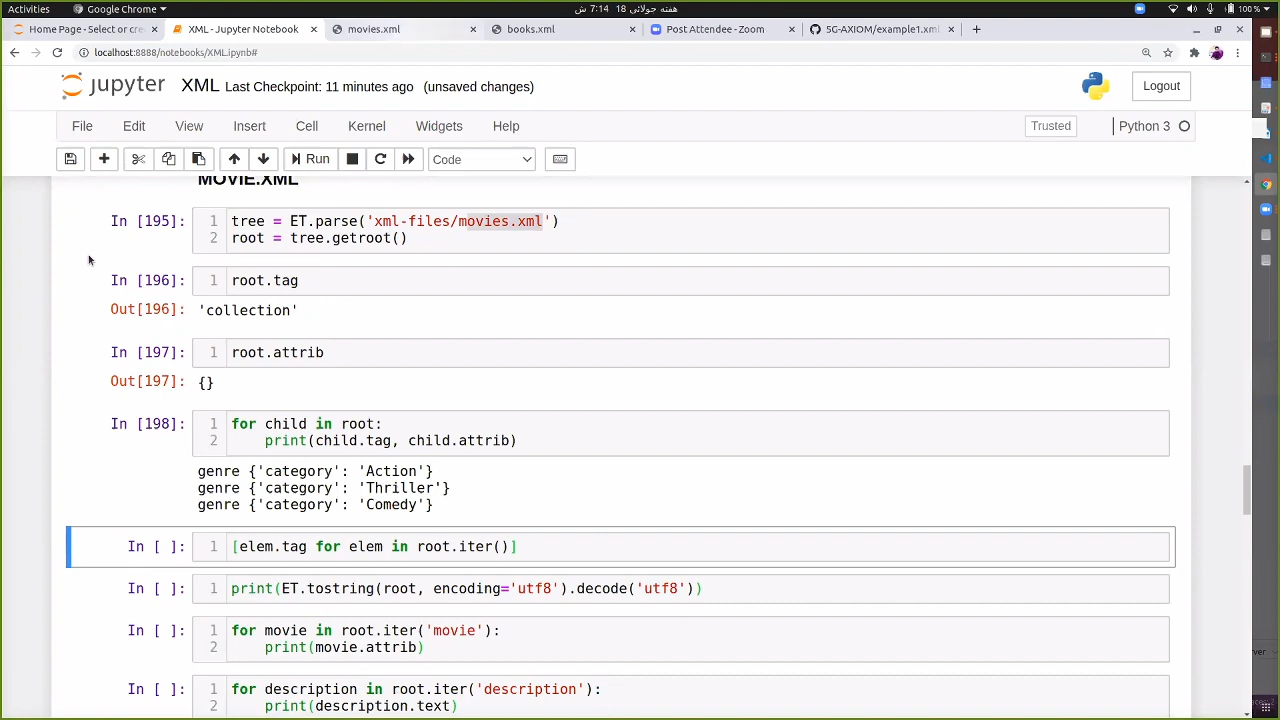 Activities
Google Chrome
هفته جولائی 18  7:14 ش
100 %
Home Page - Select or cre
XML - Jupyter Notebook
movies.xml
books.xml
Post Attendee - Zoom
5G-AXIOM/example1.xml
localhost:8888/notebooks/XML.ipynb#
jupyter
XML Last Checkpoint: 11 minutes ago (unsaved changes)
Logout
File Edit View Insert Cell Kernel Widgets Help
Trusted
Python 3
Run
Code
MOVIE.XML
In [195]:
1 tree = ET.parse('xml-files/movies.xml')
2 root = tree.getroot()
In [196]:
1 root.tag
Out[196]: 'collection'
In [197]:
1 root.attrib
Out[197]: {}
In [198]:
1 for child in root:
2     print(child.tag, child.attrib)
genre {'category': 'Action'}
genre {'category': 'Thriller'}
genre {'category': 'Comedy'}
In [ ]:
1 [elem.tag for elem in root.iter()]
In [ ]:
1 print(ET.tostring(root, encoding='utf8').decode('utf8'))
In [ ]:
1 for movie in root.iter('movie'):
2     print(movie.attrib)
In [ ]:
1 for description in root.iter('description'):
2     print(description.text)